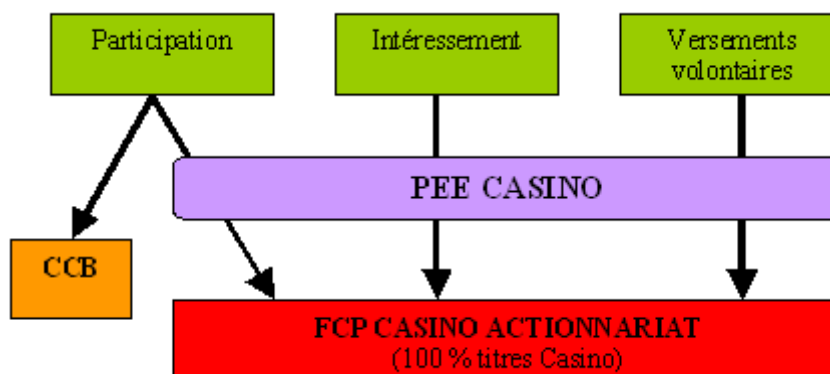 Participation
Intéressement
Versements
volontaires
PEE CASINO
CCB
FCP CASINO ACTIONNARIAT
(100 % titres Casino)